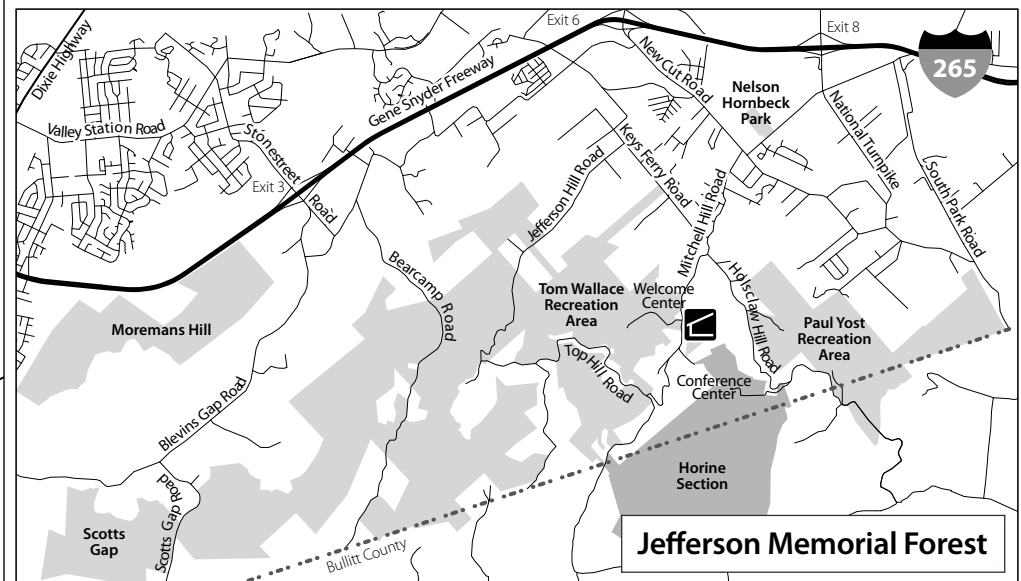 Exit 6
Exit 8
Dixie Highway
New Cut Road
265
Gene Snyder Freeway
Nelson
Hornbeck
Park
Valley Station Road
Stonestreet Road
National Turnpike
Keys Ferry Road
Jefferson Hill Road
South Park Road
Exit 3
Mitchell Hill Road
Bearcamp Road
Holsclaw Hill Road
Tom Wallace
Recreation
Area
Welcome
Center
Moremans Hill
Paul Yost
Recreation
Area
Top Hill Road
Conference
Center
Blevins Gap Road
Horine
Section
Scotts Gap Road
Scotts
Gap
Bullitt County
Jefferson Memorial Forest